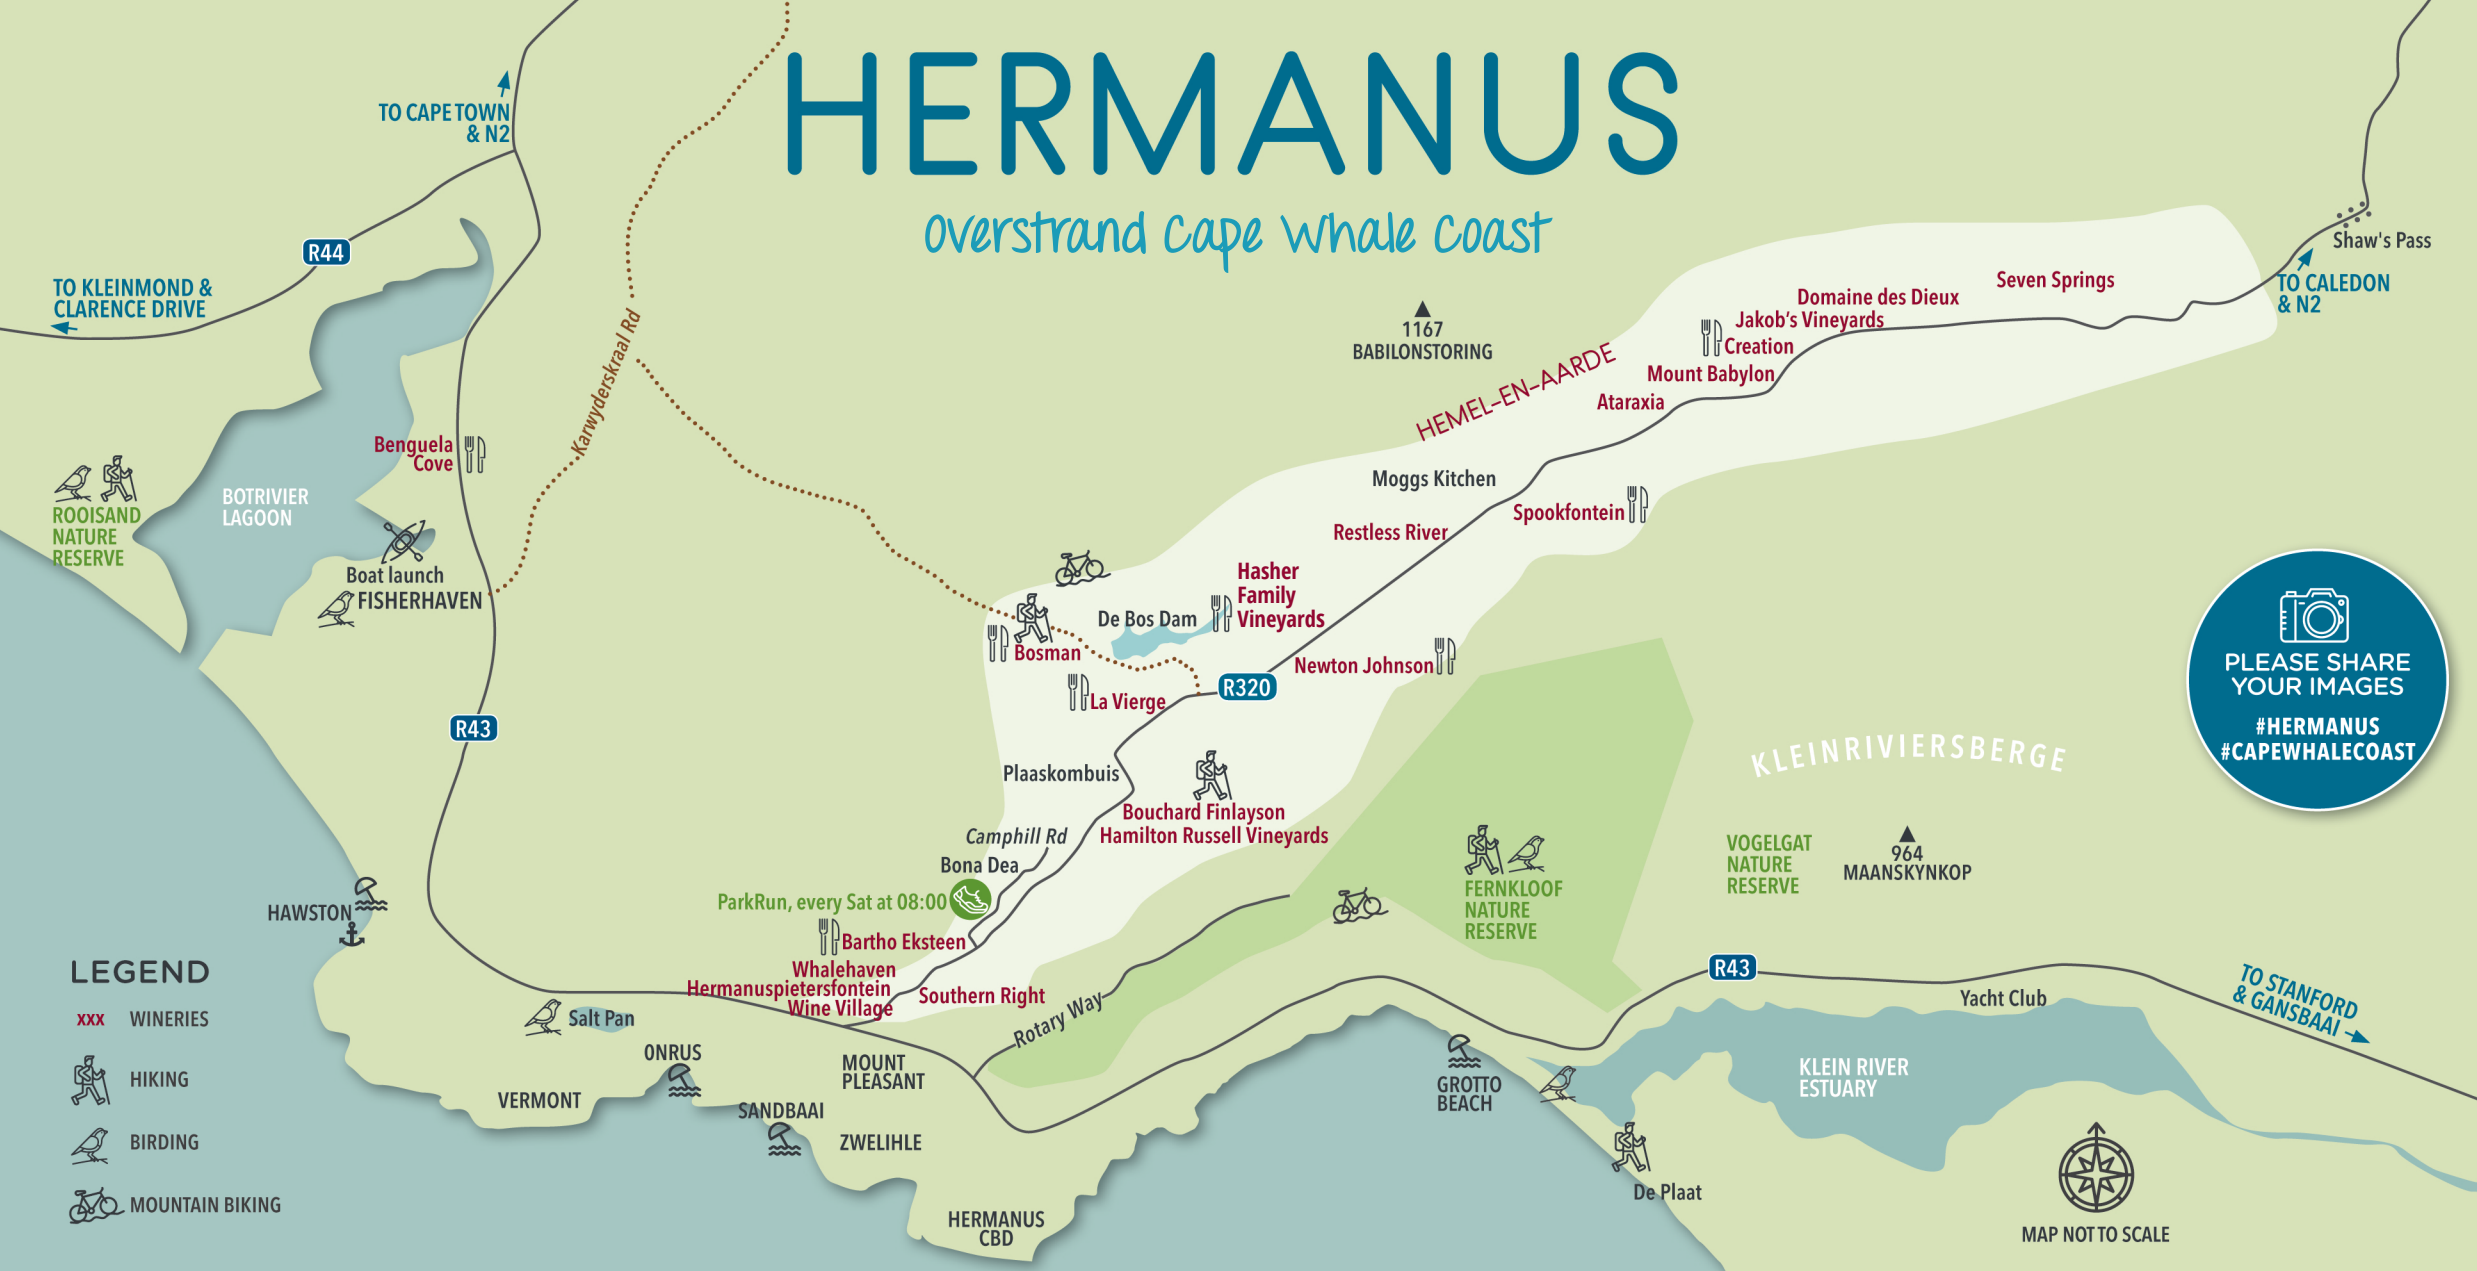 HERMANUS
Overstrand Cape Whale Coast
TO CAPE TOWN
& N2
R44
TO KLEINMOND &
CLARENCE DRIVE
Karwyderskraal Rd
Benguela
Cove
BOTRIVIER
LAGOON
ROOISAND
NATURE
RESERVE
Boat launch
FISHERHAVEN
R43
HAWSTON
1167
BABILONSTORING
HEMEL-EN-AARDE
Shaw's Pass
TO CALEDON
& N2
Seven Springs
Domaine des Dieux
Jakob's Vineyards
Creation
Mount Babylon
Ataraxia
Moggs Kitchen
Spookfontein
Restless River
Hasher
Family
Vineyards
De Bos Dam
Bosman
Newton Johnson
R320
La Vierge
Plaaskombuis
Bouchard Finlayson
Hamilton Russell Vineyards
Camphill Rd
Bona Dea
ParkRun, every Sat at 08:00
Bartho Eksteen
Whalehaven
Hermanuspietersfontein
Wine Village
Southern Right
Rotary Way
FERNKLOOF
NATURE
RESERVE
KLEINRIVIERSBERGE
VOGELGAT
NATURE
RESERVE
964
MAANSKYNKOP
PLEASE SHARE
YOUR IMAGES
#HERMANUS
#CAPEWHALECOAST
R43
Yacht Club
TO STANFORD
& GANSBAAI
KLEIN RIVER
ESTUARY
GROTTO
BEACH
De Plaat
Salt Pan
ONRUS
VERMONT
SANDBAAI
MOUNT
PLEASANT
ZWELIHLE
HERMANUS
CBD
LEGEND
xxx WINERIES
HIKING
BIRDING
MOUNTAIN BIKING
MAP NOT TO SCALE